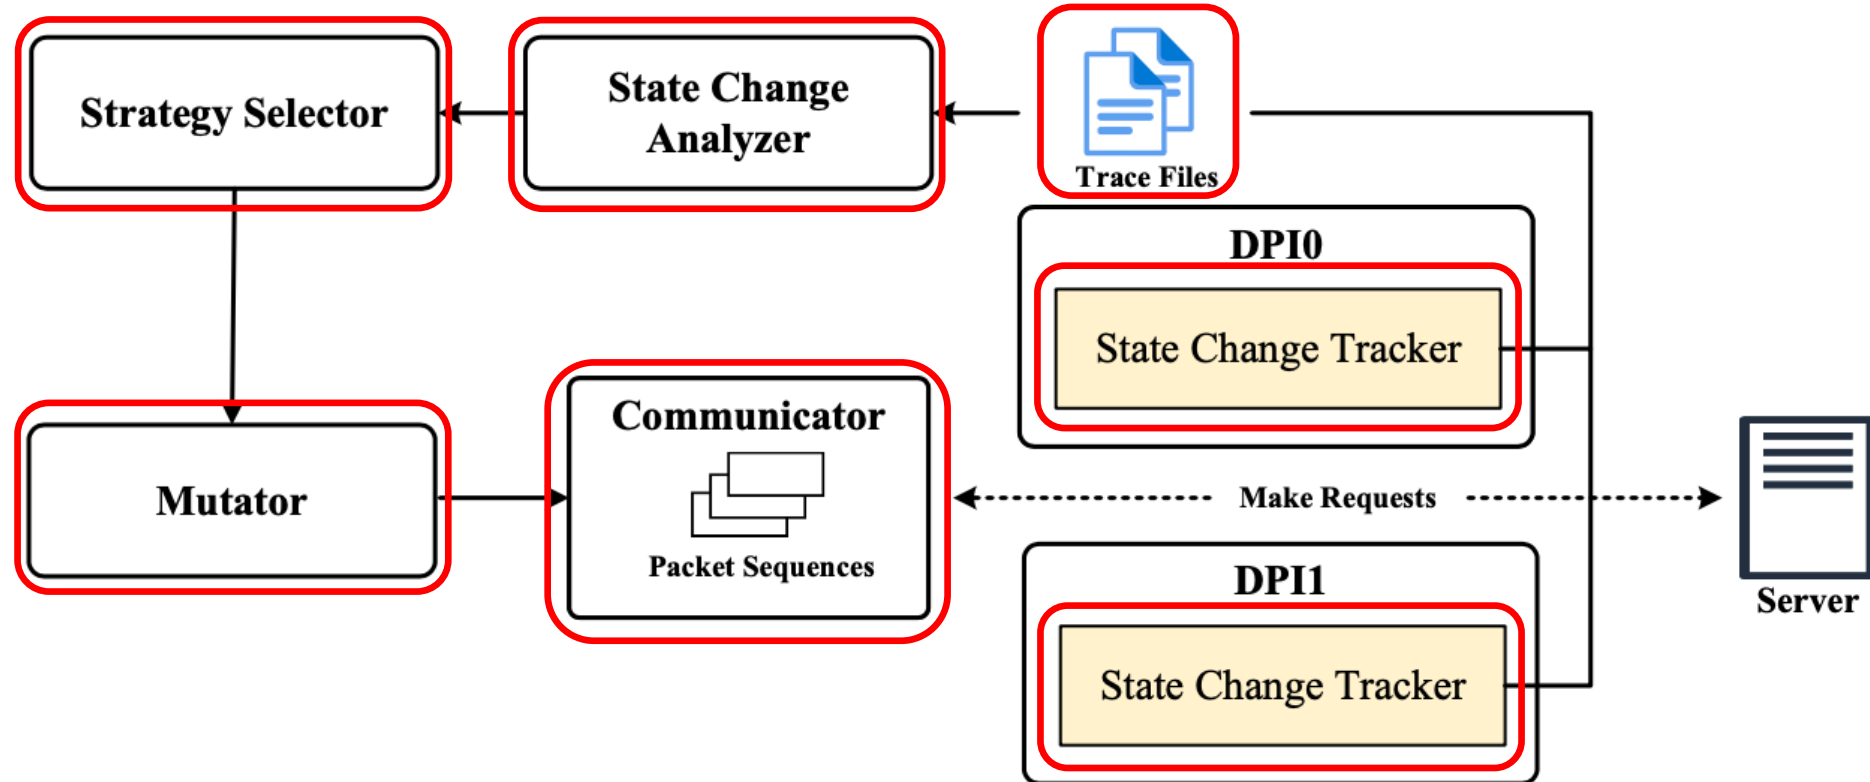 Strategy Selector
State Change
Analyzer
Trace Files
DPI0
State Change Tracker
Mutator
Communicator
Packet Sequences
Make Requests
Server
DPI1
State Change Tracker